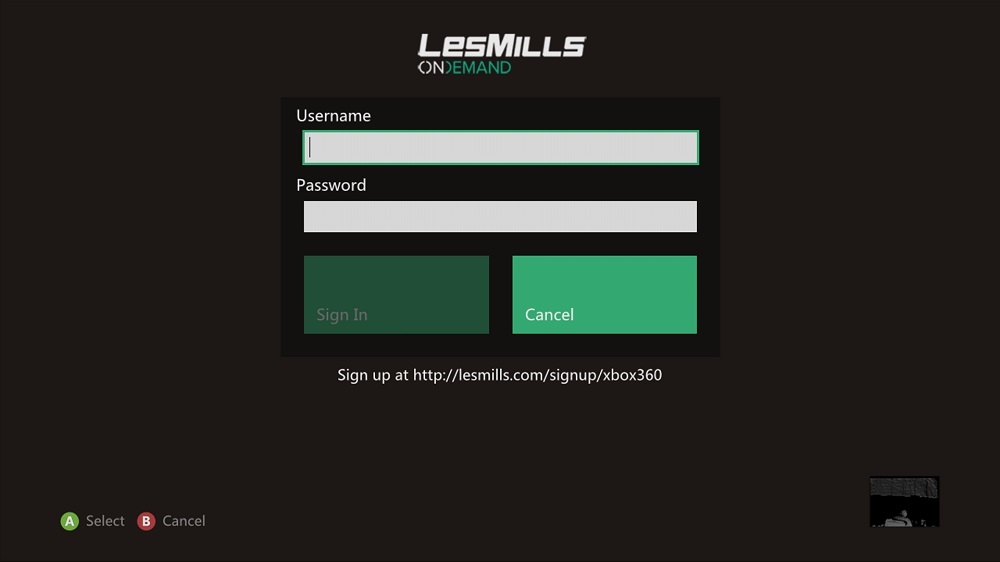 LESMILLS
ONDEMAND
Username
Password
Sign In
Cancel
Sign up at http://lesmills.com/signup/xbox360
A Select B Cancel